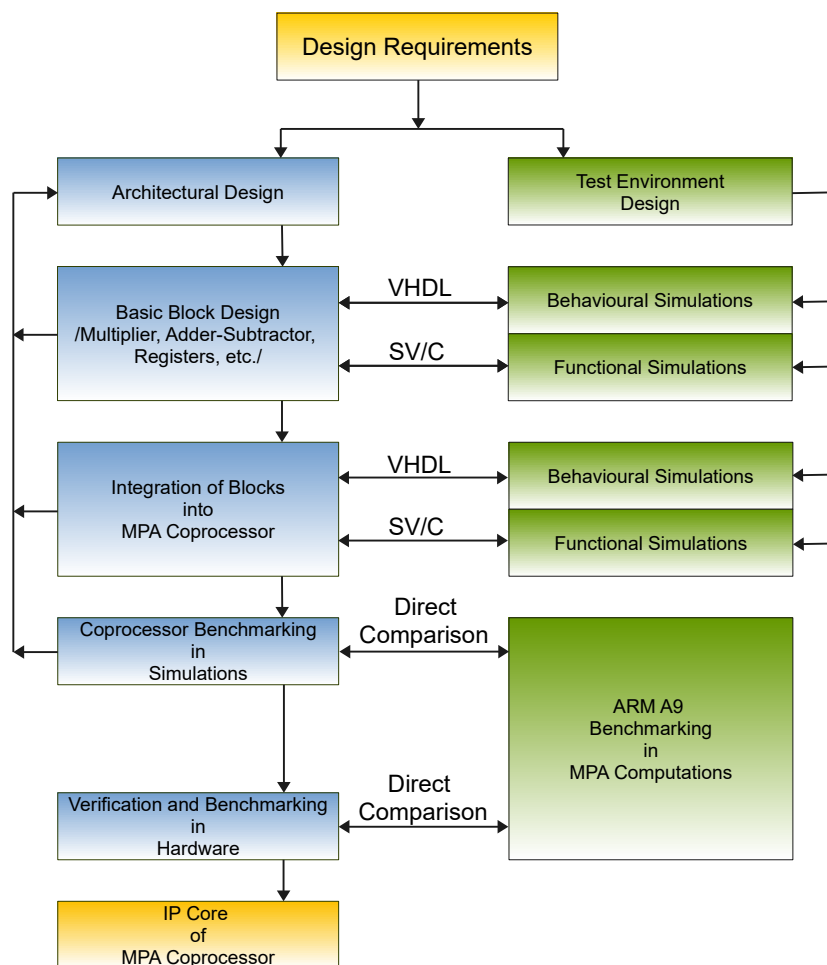 Design Requirements
Architectural Design
Test Environment
Design
Basic Block Design
/Multiplier, Adder-Subtractor,
Registers, etc./
VHDL
Behavioural Simulations
SV/C
Functional Simulations
Integration of Blocks
into
MPA Coprocessor
VHDL
Behavioural Simulations
SV/C
Functional Simulations
Coprocessor Benchmarking
in
Simulations
Direct
Comparison
ARM A9
Benchmarking
in
MPA Computations
Verification and Benchmarking
in
Hardware
Direct
Comparison
IP Core
of
MPA Coprocessor